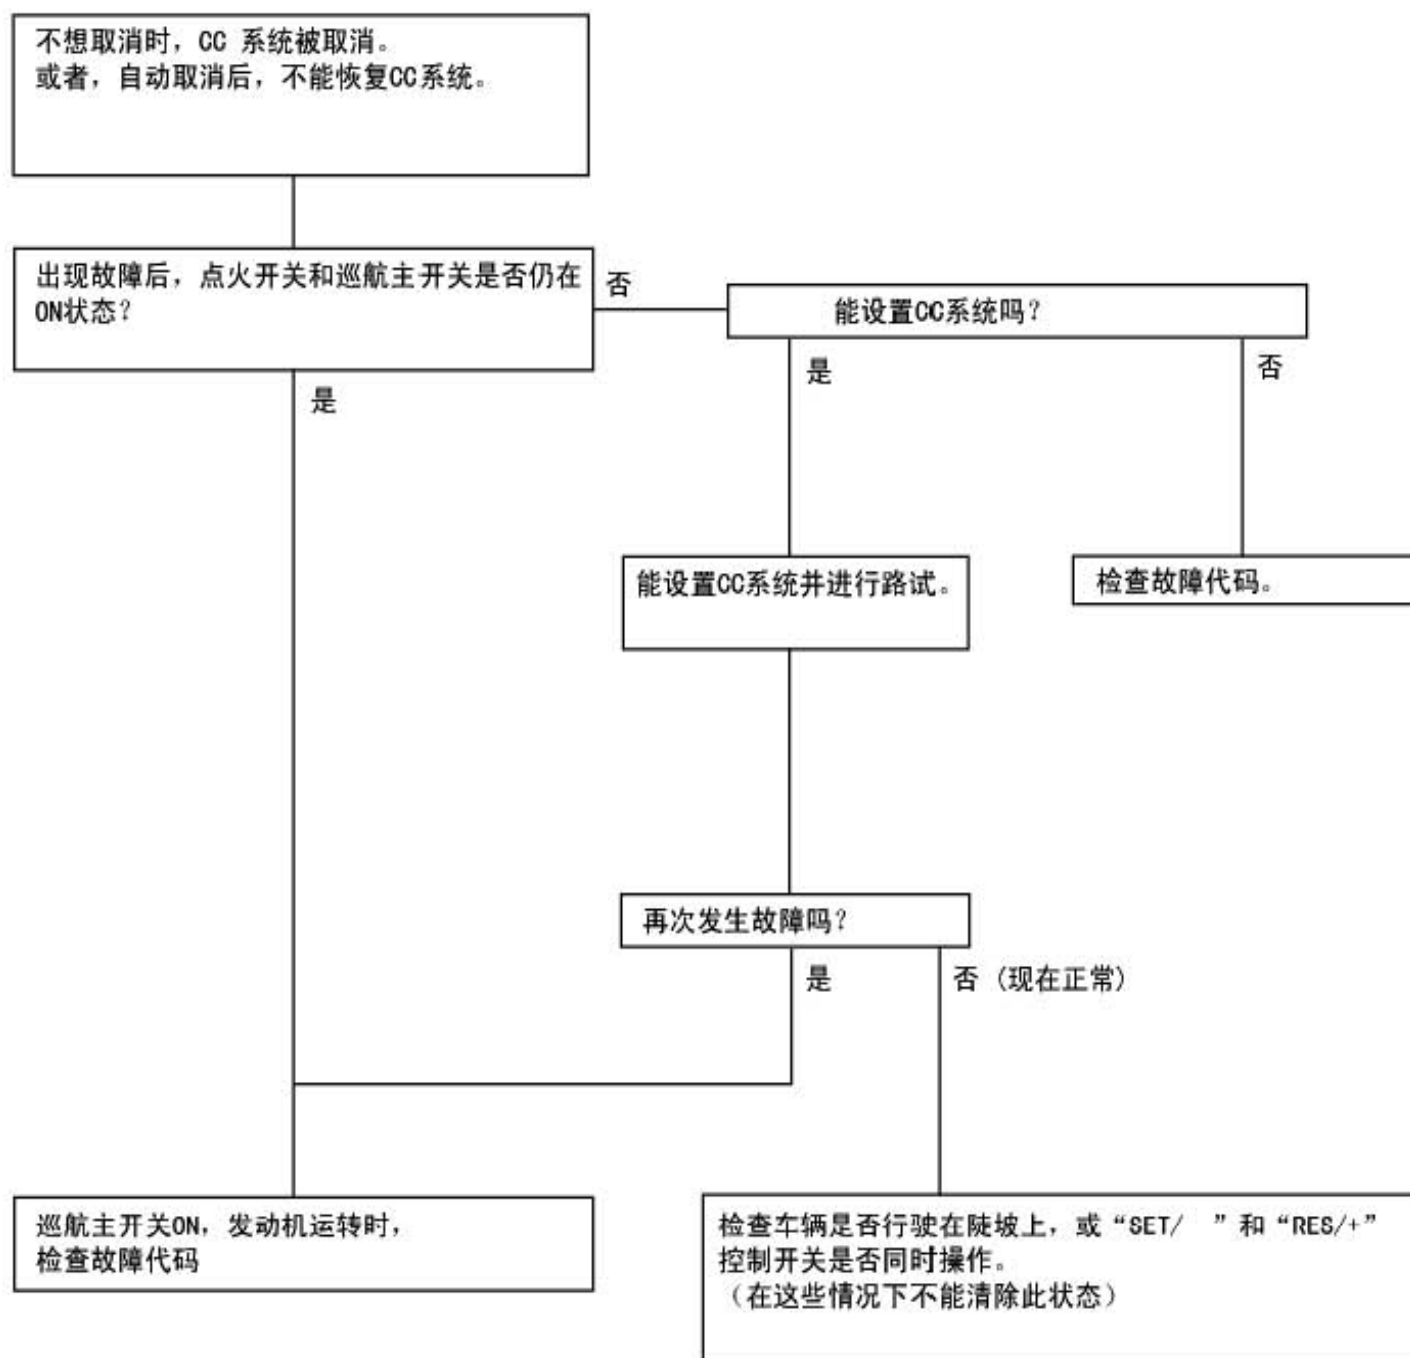 不想取消时，CC 系统被取消。
或者，自动取消后，不能恢复CC系统。
出现故障后，点火开关和巡航主开关是否仍在
ON状态？
否
能设置CC系统吗？
是
是
否
能设置CC系统并进行路试。
检查故障代码。
再次发生故障吗？
是
否（现在正常）
巡航主开关ON，发动机运转时，
检查故障代码
检查车辆是否行驶在陡坡上，或“SET/　”和“RES/+”
控制开关是否同时操作。
（在这些情况下不能清除此状态）